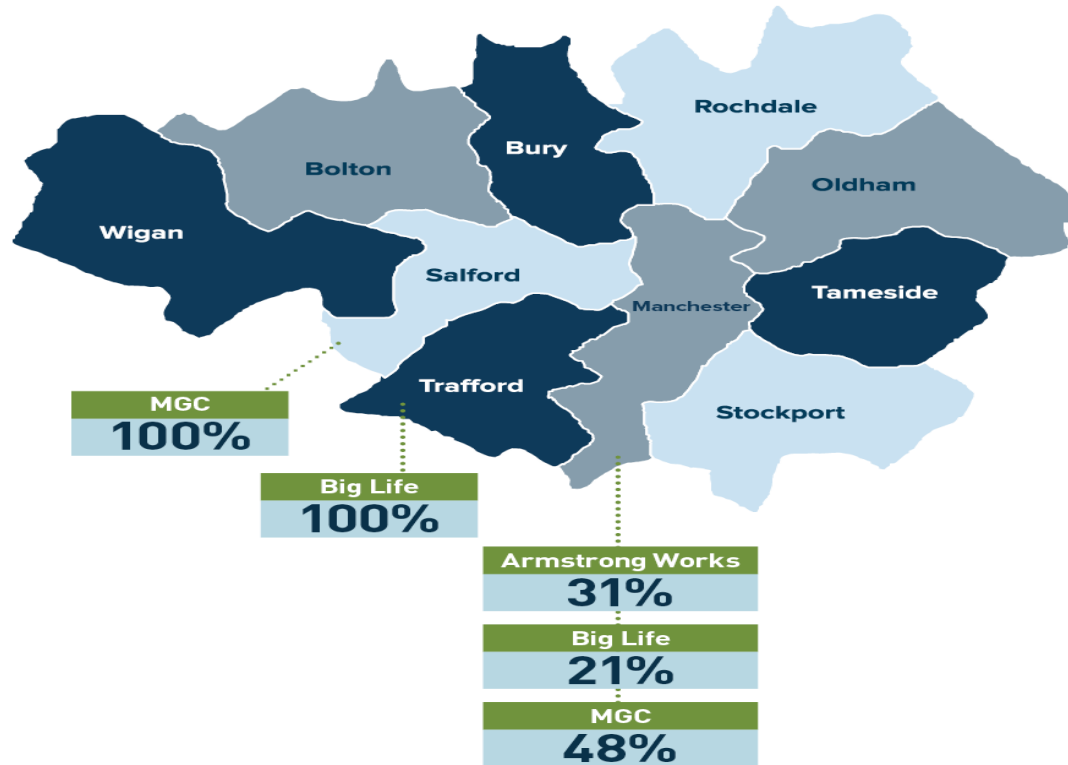 Rochdale
Bury
Bolton
Oldham
Wigan
Salford
Tameside
Manchester
Trafford
Stockport
MGC
100%
Big Life
100%
Armstrong Works
31%
Big Life
21%
MGC
48%